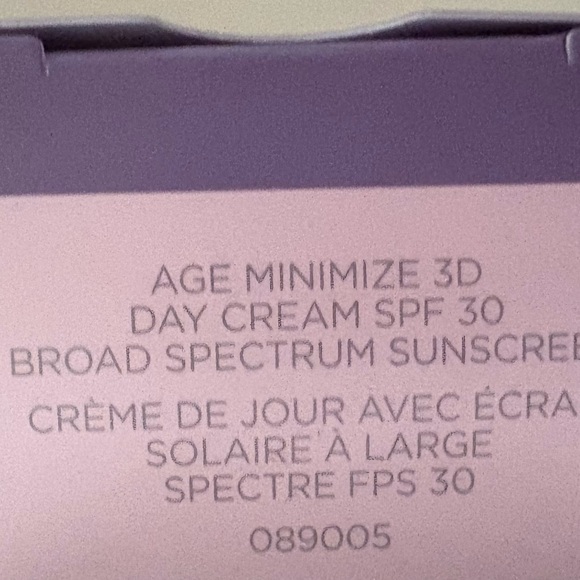 AGE MINIMIZE 3D
DAY CREAM SPF 30
BROAD SPECTRUM SUNSCREE
CRÈME DE JOUR AVEC ÉCRA
SOLAIRE À LARGE
SPECTRE FPS 30
089005